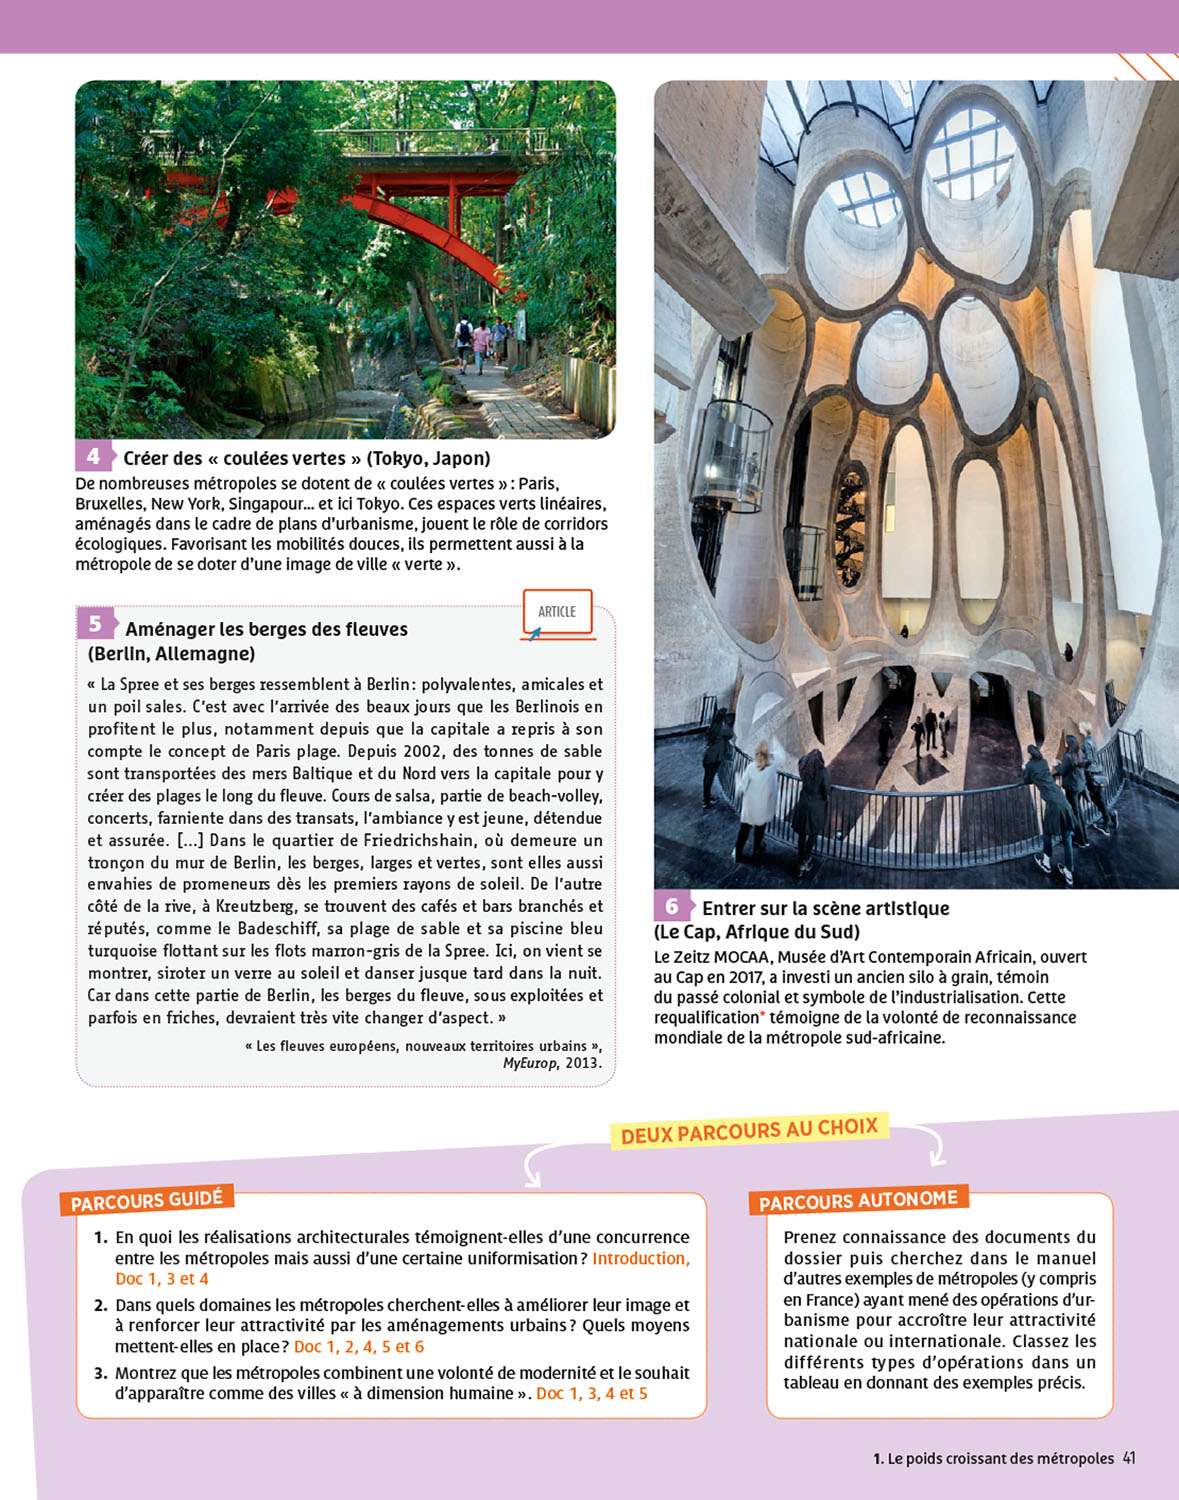 4 Créer des « coulées vertes » (Tokyo, Japon)
De nombreuses métropoles se dotent de « coulées vertes » : Paris,
Bruxelles, New York, Singapour... et ici Tokyo. Ces espaces verts linéaires,
aménagés dans le cadre de plans d’urbanisme, jouent le rôle de corridors
écologiques. Favorisant les mobilités douces, ils permettent aussi à la
métropole de se doter d’une image de ville « verte ».
ARTICLE
5 Aménager les berges des fleuves
(Berlin, Allemagne)
« La Spree et ses berges ressemblent à Berlin : polyvalentes, amicales et
un poil sales. C’est avec l’arrivée des beaux jours que les Berlinois en
profitent le plus, notamment depuis que la capitale a repris à son
compte le concept de Paris plage. Depuis 2002, des tonnes de sable
sont transportées des mers Baltique et du Nord vers la capitale pour y
créer des plages le long du fleuve. Cours de salsa, partie de beach-volley,
concerts, farniente dans des transats, l’ambiance y est jeune, détendue
et assurée. [...] Dans le quartier de Friedrichshain, où demeure un
tronçon du mur de Berlin, les berges, larges et vertes, sont elles aussi
envahies de promeneurs dès les premiers rayons de soleil. De l’autre
côté de la rive, à Kreutzberg, se trouvent des cafés et bars branchés et
réputés, comme le Badeschiff, sa plage de sable et sa piscine bleu
turquoise flottant sur les flots marron-gris de la Spree. Ici, on vient se
montrer, siroter un verre au soleil et danser jusque tard dans la nuit.
Car dans cette partie de Berlin, les berges du fleuve, sous exploitées et
parfois en friches, devraient très vite changer d’aspect. »
« Les fleuves européens, nouveaux territoires urbains »,
MyEurop, 2013.
6 Entrer sur la scène artistique
(Le Cap, Afrique du Sud)
Le Zeitz MOCAA, Musée d’Art Contemporain Africain, ouvert
au Cap en 2017, a investi un ancien silo à grain, témoin
du passé colonial et symbole de l’industrialisation. Cette
requalification* témoigne de la volonté de reconnaissance
mondiale de la métropole sud-africaine.
DEUX PARCOURS AU CHOIX
PARCOURS GUIDÉ
1. En quoi les réalisations architecturales témoignent-elles d’une concurrence
entre les métropoles mais aussi d’une certaine uniformisation ? Introduction,
Doc 1, 3 et 4
2. Dans quels domaines les métropoles cherchent-elles à améliorer leur image et
à renforcer leur attractivité par les aménagements urbains ? Quels moyens
mettent-elles en place ? Doc 1, 2, 4, 5 et 6
3. Montrez que les métropoles combinent une volonté de modernité et le souhait
d’apparaître comme des villes « à dimension humaine ». Doc 1, 3, 4 et 5
PARCOURS AUTONOME
Prenez connaissance des documents du
dossier puis cherchez dans le manuel
d’autres exemples de métropoles (y compris
en France) ayant mené des opérations d’ur-
banisme pour accroître leur attractivité
nationale ou internationale. Classez les
différents types d’opérations dans un
tableau en donnant des exemples précis.
1. Le poids croissant des métropoles 41